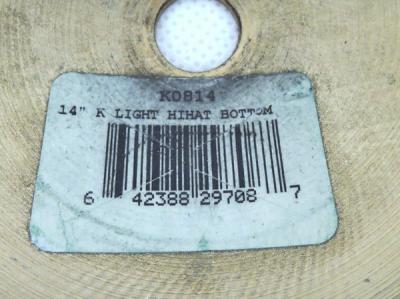 K0814
14" K LIGHT HIHAT BOTTOM
6 42388 29708 7